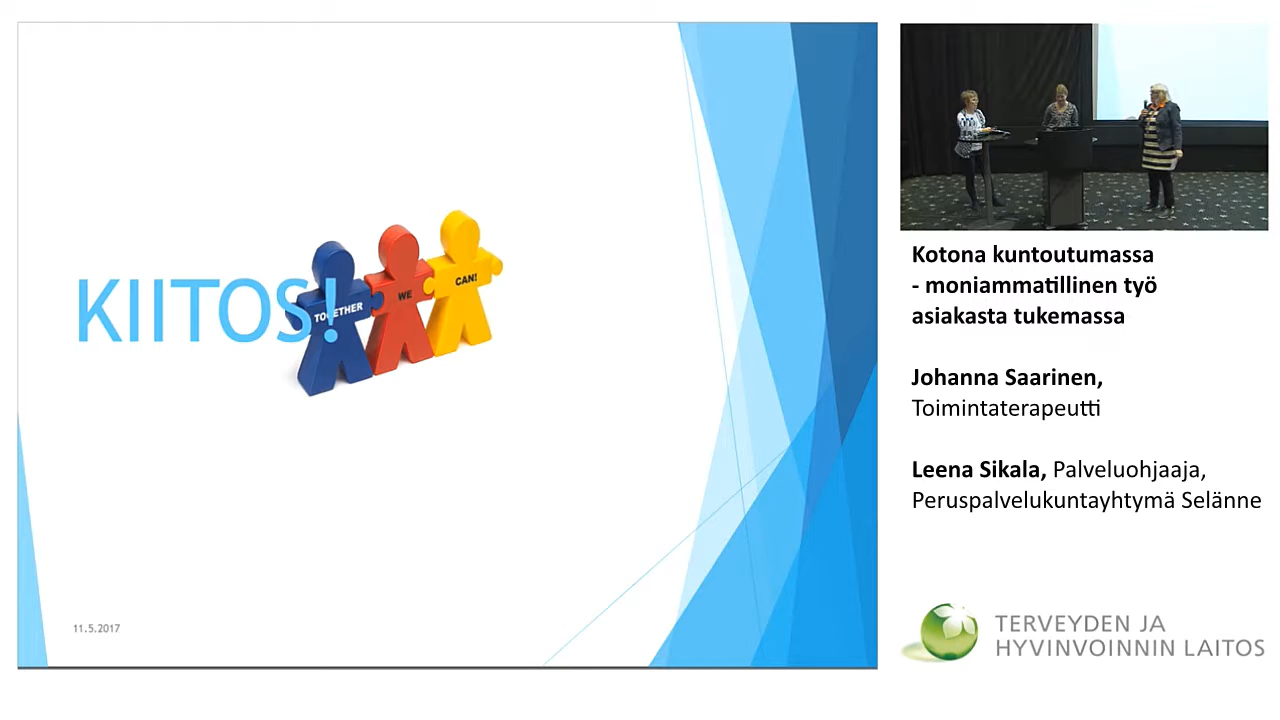 KIITOS!
TOGETHER
WE
CAN!
11.5.2017
Kotona kuntoutumassa
- moniammatillinen työ
asiakasta tukemassa
Johanna Saarinen,
Toimintaterapeutti
Leena Sikala, Palveluohjaaja,
Peruspalvelukuntayhtymä Selänne
TERVEYDEN JA
HYVINVOINNIN LAITOS